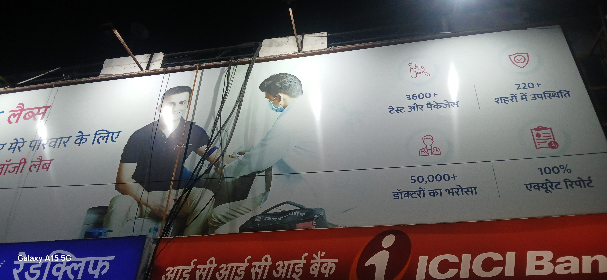 लैब्स
मेरे परिवार के लिए
लॉजी लैब
3600+
टेस्ट और पैकेजेस
220+
शहरों में उपस्थिति
50,000+
डॉक्टरों का भरोसा
100%
एक्यूरेट रिपोर्ट
रेडक्लिफ
आई सी आई सी आई बैंक
ICICI Ban
Galaxy A15 5G